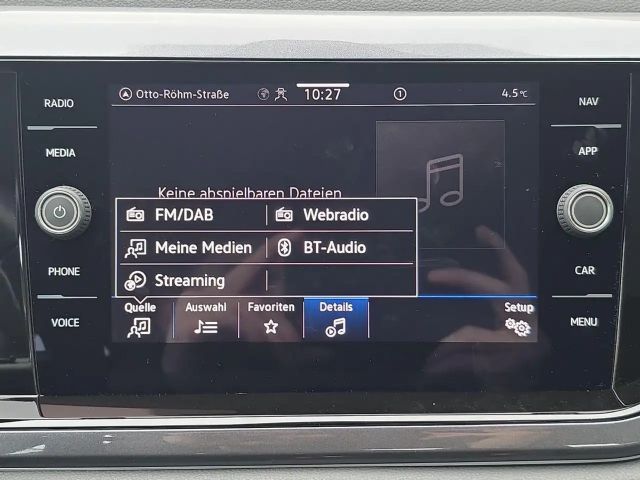 RADIO
MEDIA
PHONE
VOICE
Otto-Röhm-Straße 10:27 1 4.5°C
Keine abspielbaren Dateien
FM/DAB Webradio
Meine Medien BT-Audio
Streaming
Quelle Auswahl Favoriten Details Setup
NAV
APP
CAR
MENU